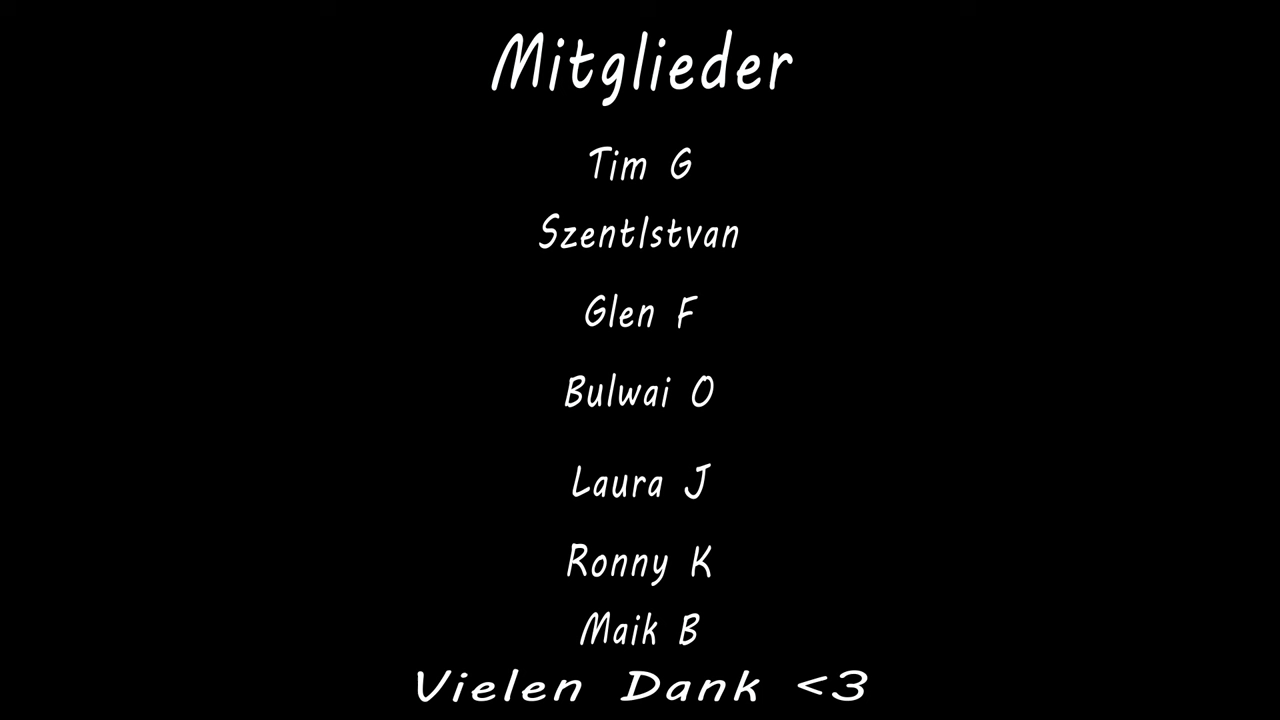 Mitglieder
Tim G
SzentIstvan
Glen F
Bulwai O
Laura J
Ronny K
Maik B
Vielen Dank <3